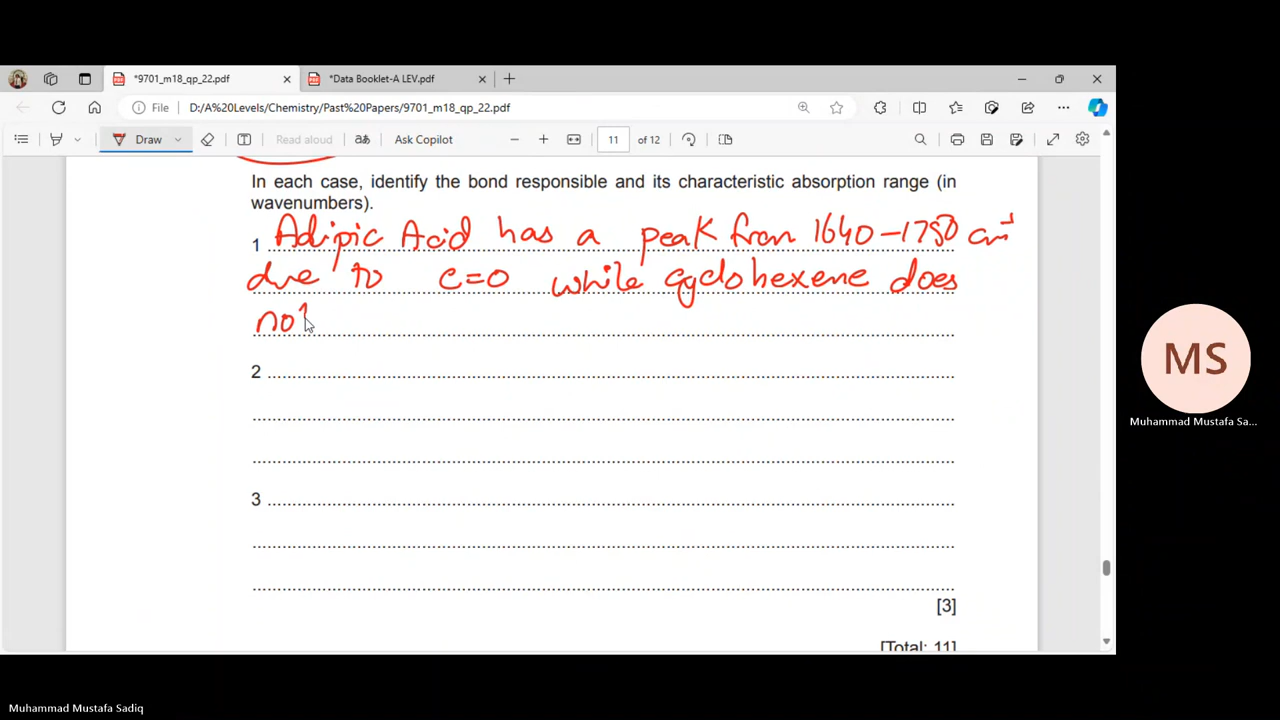 *9701_m18_qp_22.pdf
*Data Booklet-A LEV.pdf
File
D:/A%20Levels/Chemistry/Past%20Papers/9701_m18_qp_22.pdf
Draw
Read aloud
aあ
Ask Copilot
11 of 12
In each case, identify the bond responsible and its characteristic absorption range (in
wavenumbers).
1 Adipic Acid has a peak from 1640-1750 cm⁻¹
due to C=O while cyclohexene does
not
2
3
[3]
[Total: 11]
MS
Muhammad Mustafa Sa...
Muhammad Mustafa Sadiq